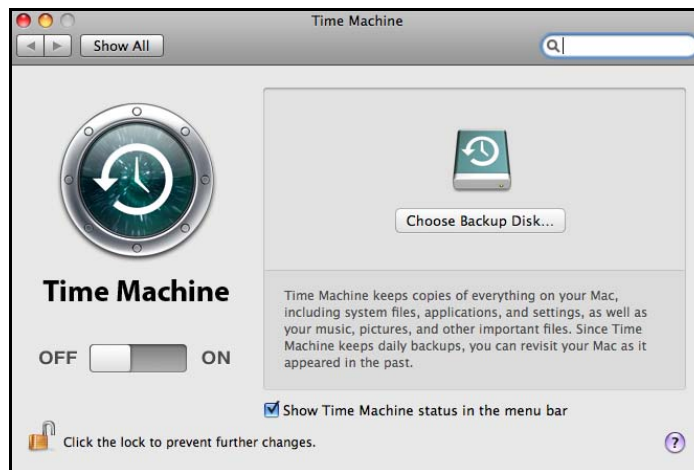 Time Machine
Show All
Choose Backup Disk...
Time Machine
Time Machine keeps copies of everything on your Mac,
including system files, applications, and settings, as well as
your music, pictures, and other important files. Since Time
Machine keeps daily backups, you can revisit your Mac as it
appeared in the past.
OFF ON
Show Time Machine status in the menu bar
Click the lock to prevent further changes.
?